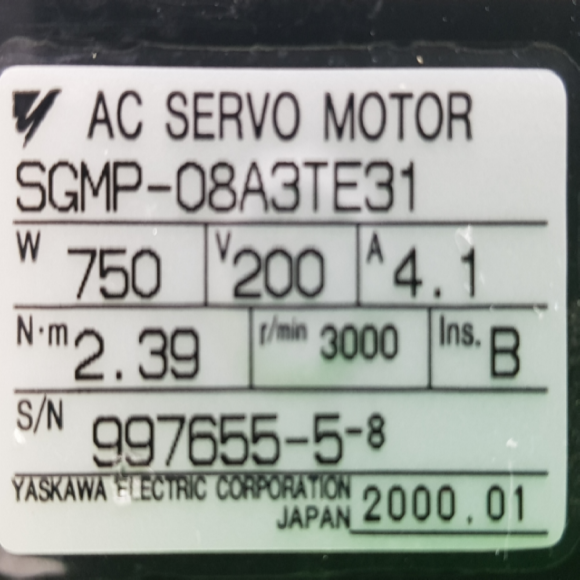 AC SERVO MOTOR
SGMP-08A3TE31
W 750 V 200 A 4.1
N·m 2.39 r/min 3000 Ins. B
S/N 997655-5-8
YASKAWA ELECTRIC CORPORATION
JAPAN 2000.01